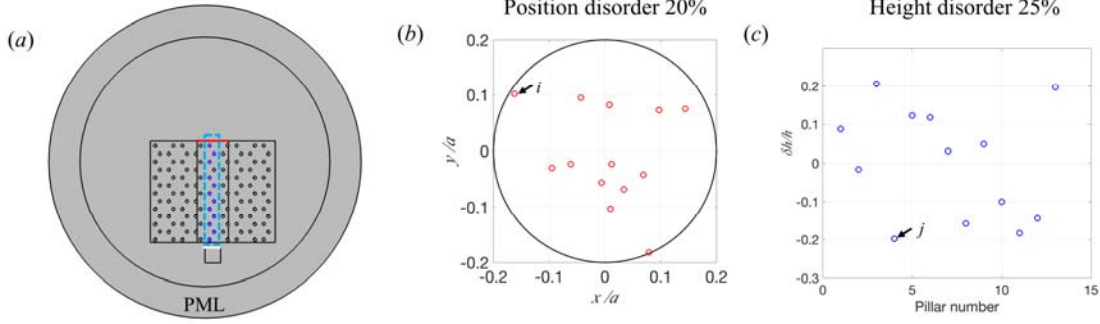 Position disorder 20%
Height disorder 25%
(a)
(b)
(c)
PML
0.2
0.1
0
-0.1
-0.2
-0.2
-0.1
0
0.1
0.2
y/a
x/a
i
0.2
0.1
0
-0.1
-0.2
-0.3
0
5
10
15
δh/h
Pillar number
j